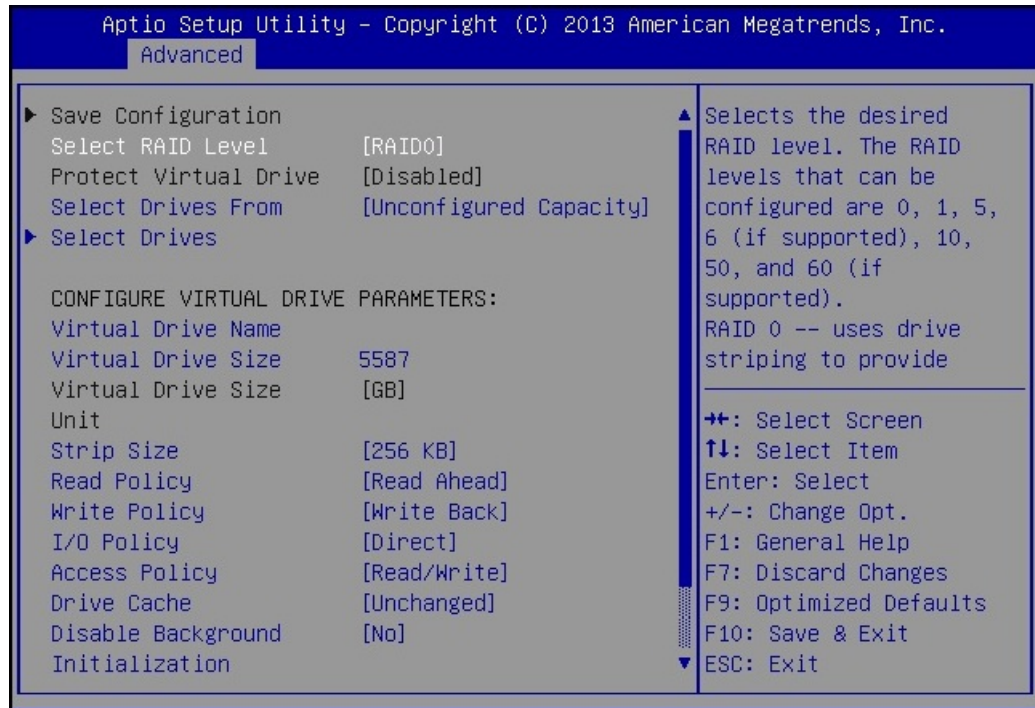 Aptio Setup Utility – Copyright (C) 2013 American Megatrends, Inc.
Advanced
Save Configuration
Select RAID Level [RAID0]
Protect Virtual Drive [Disabled]
Select Drives From [Unconfigured Capacity]
Select Drives
CONFIGURE VIRTUAL DRIVE PARAMETERS:
Virtual Drive Name
Virtual Drive Size 5587
Virtual Drive Size [GB]
Unit
Strip Size [256 KB]
Read Policy [Read Ahead]
Write Policy [Write Back]
I/O Policy [Direct]
Access Policy [Read/Write]
Drive Cache [Unchanged]
Disable Background [No]
Initialization
Selects the desired
RAID level. The RAID
levels that can be
configured are 0, 1, 5,
6 (if supported), 10,
50, and 60 (if
supported).
RAID 0 -- uses drive
striping to provide
→←: Select Screen
↑↓: Select Item
Enter: Select
+/-: Change Opt.
F1: General Help
F7: Discard Changes
F9: Optimized Defaults
F10: Save & Exit
ESC: Exit